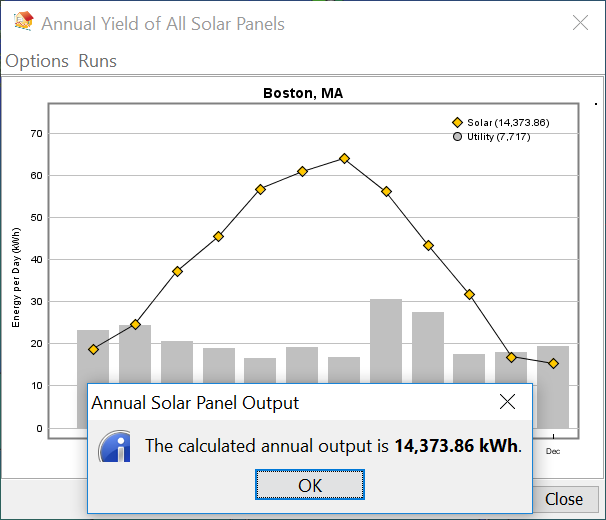 Annual Yield of All Solar Panels
Options Runs
Boston, MA
Solar (14,373.86)
Utility (7,717)
Energy per Day (kWh)
70
60
50
40
30
20
10
0
Dec
Annual Solar Panel Output
The calculated annual output is 14,373.86 kWh.
OK
Close